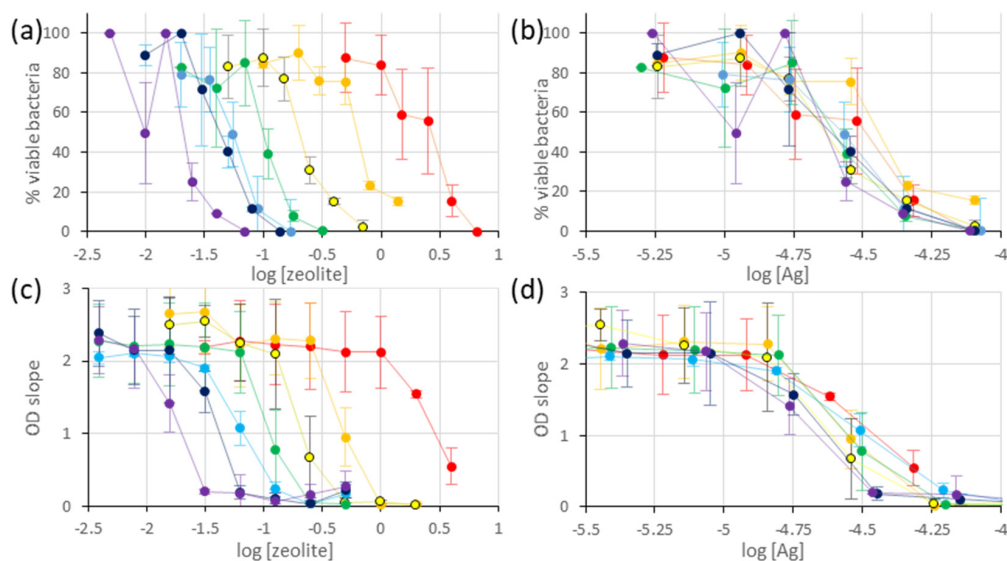 (a)
% viable bacteria
100
80
60
40
20
0
-2.5 -2 -1.5 -1 -0.5 0 0.5 1
log [zeolite]
(b)
% viable bacteria
100
80
60
40
20
0
-5.5 -5.25 -5 -4.75 -4.5 -4.25 -4
log [Ag]
(c)
OD slope
3
2
1
0
-2.5 -2 -1.5 -1 -0.5 0 0.5 1
log [zeolite]
(d)
OD slope
3
2
1
0
-5.5 -5.25 -5 -4.75 -4.5 -4.25 -4
log [Ag]